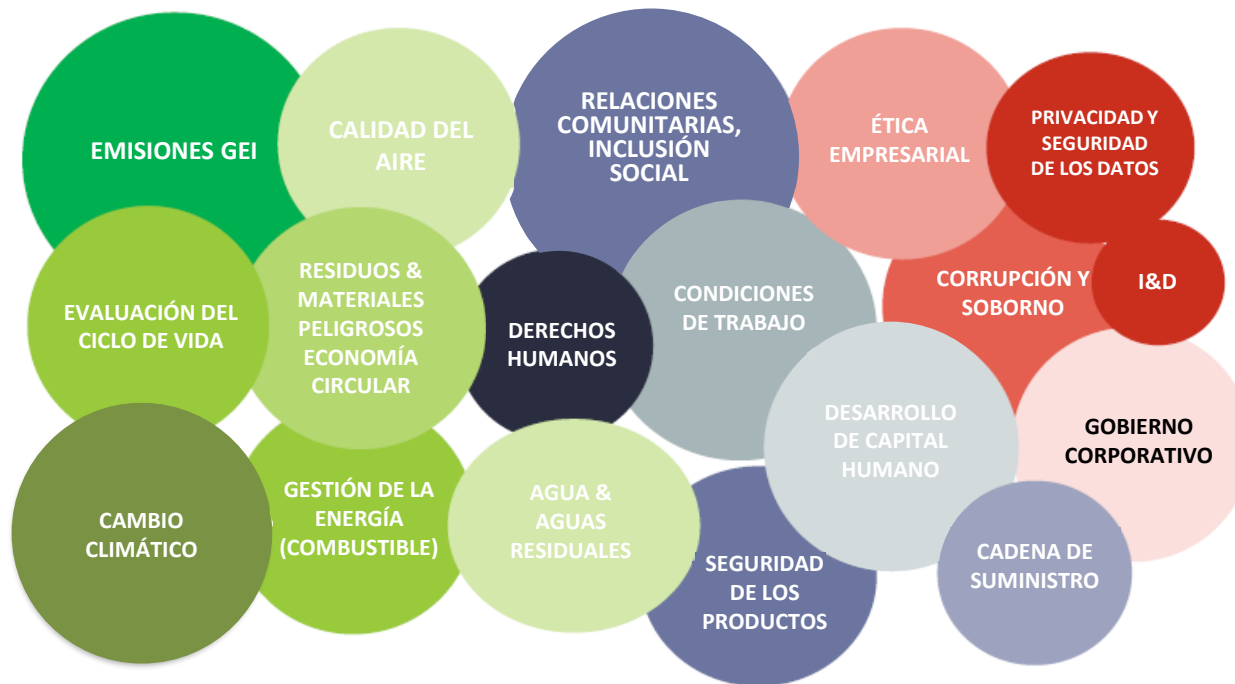 EMISIONES GEI
CALIDAD DEL
AIRE
RELACIONES
COMUNITARIAS,
INCLUSIÓN
SOCIAL
ÉTICA
EMPRESARIAL
PRIVACIDAD Y
SEGURIDAD
DE LOS DATOS
EVALUACIÓN DEL
CICLO DE VIDA
RESIDUOS &
MATERIALES
PELIGROSOS
ECONOMÍA
CIRCULAR
DERECHOS
HUMANOS
CONDICIONES
DE TRABAJO
CORRUPCIÓN Y
SOBORNO
I&D
CAMBIO
CLIMÁTICO
GESTIÓN DE LA
ENERGÍA
(COMBUSTIBLE)
AGUA &
AGUAS
RESIDUALES
SEGURIDAD
DE LOS
PRODUCTOS
DESARROLLO
DE CAPITAL
HUMANO
GOBIERNO
CORPORATIVO
CADENA DE
SUMINISTRO